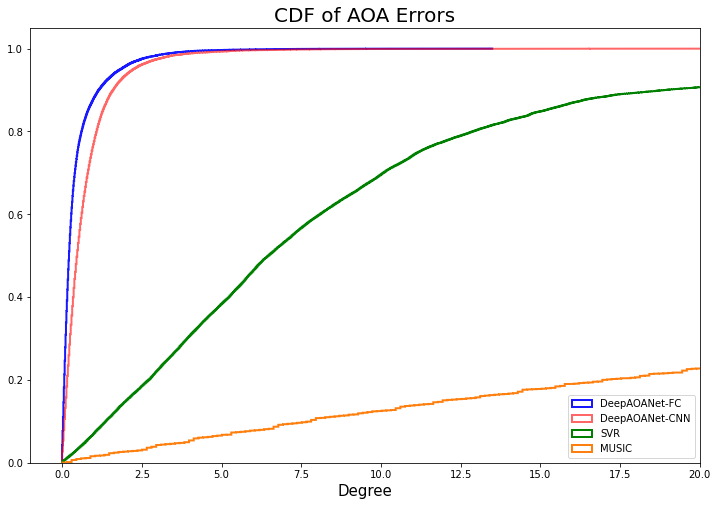 CDF of AOA Errors
1.0
0.8
0.6
0.4
0.2
0.0
0.0 2.5 5.0 7.5 10.0 12.5 15.0 17.5 20.0
Degree
DeepAOANet-FC
DeepAOANet-CNN
SVR
MUSIC